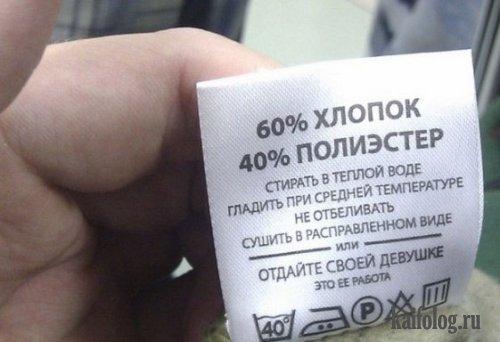 60% ХЛОПОК
40% ПОЛИЭСТЕР
СТИРАТЬ В ТЕПЛОЙ ВОДЕ
ГЛАДИТЬ ПРИ СРЕДНЕЙ ТЕМПЕРАТУРЕ
НЕ ОТБЕЛИВАТЬ
СУШИТЬ В РАСПРАВЛЕННОМ ВИДЕ
ИЛИ
ОТДАЙТЕ СВОЕЙ ДЕВУШКЕ
ЭТО ЕЕ РАБОТА
40° P
kaifolog.ru